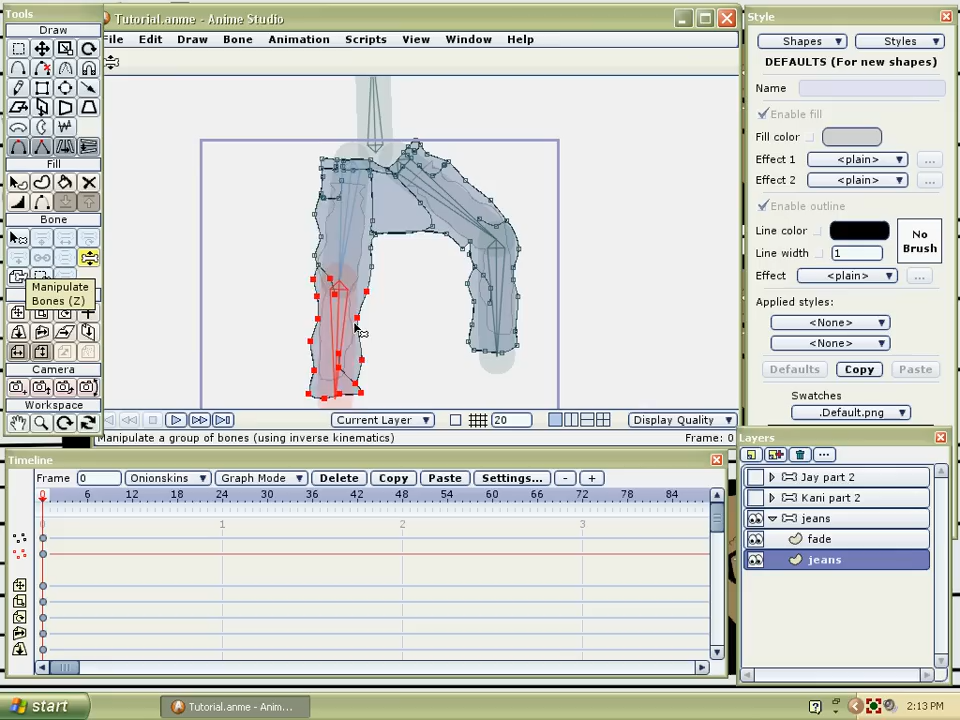 Tools
Draw
Fill
Bone
Manipulate
Bones (Z)
Camera
Workspace
Tutorial.anme - Anime Studio
File Edit Draw Bone Animation Scripts View Window Help
Current Layer 20 Display Quality
Manipulate a group of bones (using inverse kinematics) Frame: 0
Style
Shapes Styles
DEFAULTS (For new shapes)
Name
Enable fill
Fill color
Effect 1 <plain> ...
Effect 2 <plain> ...
Enable outline
Line color
Line width 1
No
Brush
Effect <plain> ...
Applied styles:
<None>
<None>
Defaults Copy Paste
Swatches
.Default.png
Layers
Jay part 2
Kani part 2
jeans
fade
jeans
Timeline
Frame 0 Onionskins Graph Mode Delete Copy Paste Settings... - +
0 6 12 18 24 30 36 42 48 54 60 66 72 78 84
0 1 2 3
start Tutorial.anme - Anim... 2:13 PM